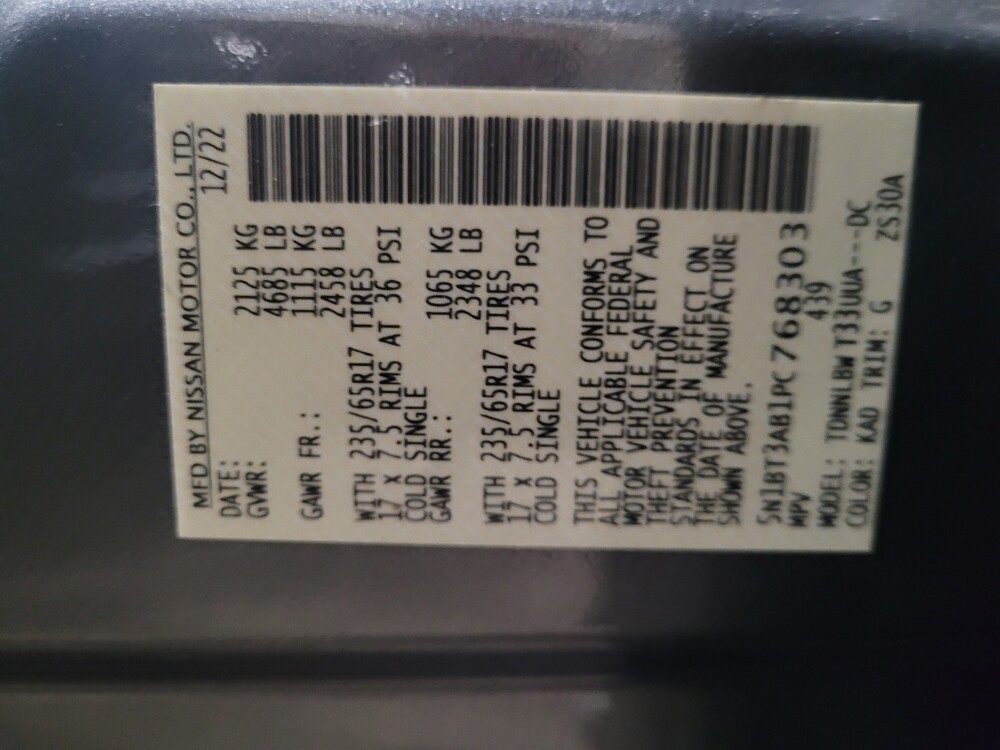 MFD BY NISSAN MOTOR CO., LTD.
DATE: 12/22
GVWR: 2125 KG
4685 LB
GAWR FR.: 1115 KG
2458 LB
WITH 235/65R17 TIRES
17 X 7.5 RIMS AT 36 PSI
COLD SINGLE
GAWR RR.: 1065 KG
2348 LB
WITH 235/65R17 TIRES
17 X 7.5 RIMS AT 33 PSI
COLD SINGLE
THIS VEHICLE CONFORMS TO
ALL APPLICABLE FEDERAL
MOTOR VEHICLE SAFETY AND
THEFT PREVENTION
STANDARDS IN EFFECT ON
THE DATE OF MANUFACTURE
SHOWN ABOVE.
5N1BT3AB1PC768303
MPV 439
MODEL: TDNNLBW T33UUA---DC
COLOR: KAD TRIM: G ZS30A